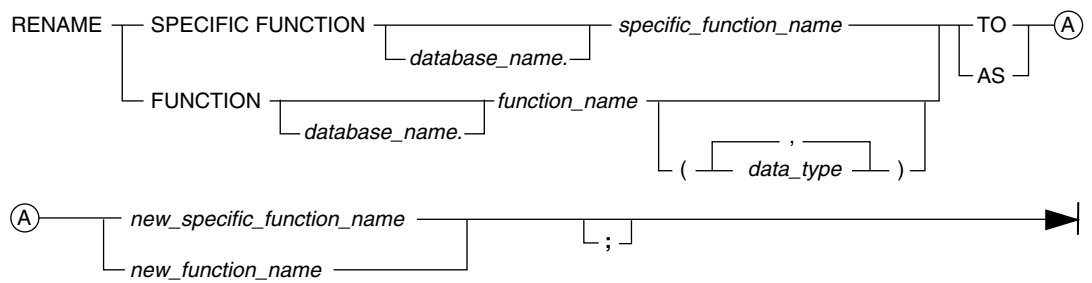 RENAME SPECIFIC FUNCTION specific_function_name TO A
database_name. AS
FUNCTION function_name
database_name. ,
( data_type )
A new_specific_function_name
;
new_function_name